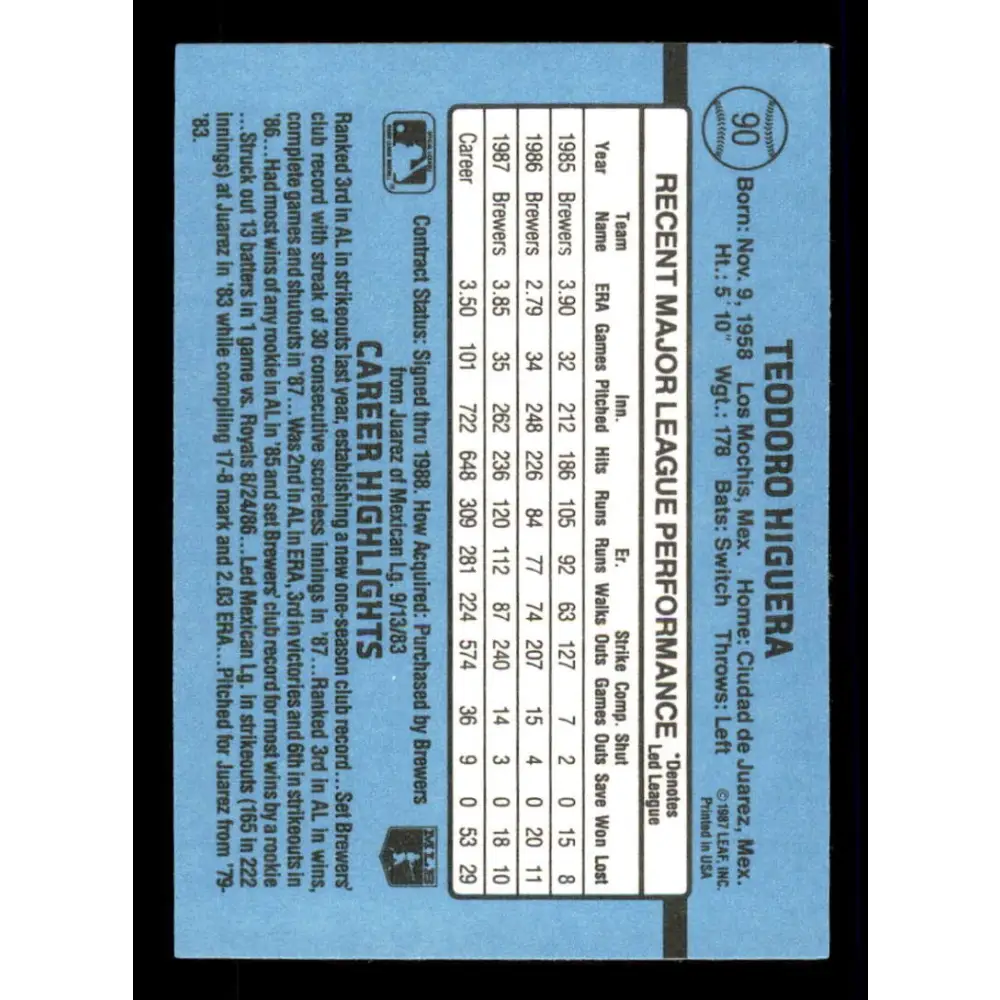 90
TEODORO HIGUERA
Born: Nov. 9, 1958 Los Mochis, Mex. Home: Ciudad de Juarez, Mex.
Ht.: 5'10" Wgt.: 178 Bats: Switch Throws: Left
©1987 LEAF, INC.
Printed in USA
RECENT MAJOR LEAGUE PERFORMANCE
*Denotes
Led League
Team Inn. Er. Strike Comp. Shut
Year Name ERA Games Pitched Hits Runs Runs Walks Outs Games Outs Save Won Lost
1985 Brewers 3.90 32 212 186 105 92 63 127 7 2 0 15 8
1986 Brewers 2.79 34 248 226 84 77 74 207 15 4 0 20 11
1987 Brewers 3.85 35 262 236 120 112 87 240 14 3 0 18 10
Career 3.50 101 722 648 309 281 224 574 36 9 0 53 29
Contract Status: Signed thru 1988. How Acquired: Purchased by Brewers
from Juarez of Mexican Lg. 9/13/83
MLB
CAREER HIGHLIGHTS
Ranked 3rd in AL in strikeouts last year, establishing a new one-season club record...Set Brewers'
club record with streak of 30 consecutive scoreless innings in '87...Ranked 3rd in AL in wins,
complete games and shutouts in '87...Was 2nd in AL in ERA, 3rd in victories and 6th in strikeouts in
'86...Had most wins of any rookie in AL in '85 and set Brewers' club record for most wins by a rookie
...Struck out 13 batters in 1 game vs. Royals 8/24/86...Led Mexican Lg. in strikeouts (165 in 222
innings) at Juarez in '83 while compiling 17-8 mark and 2.03 ERA...Pitched for Juarez from '79-
'83.